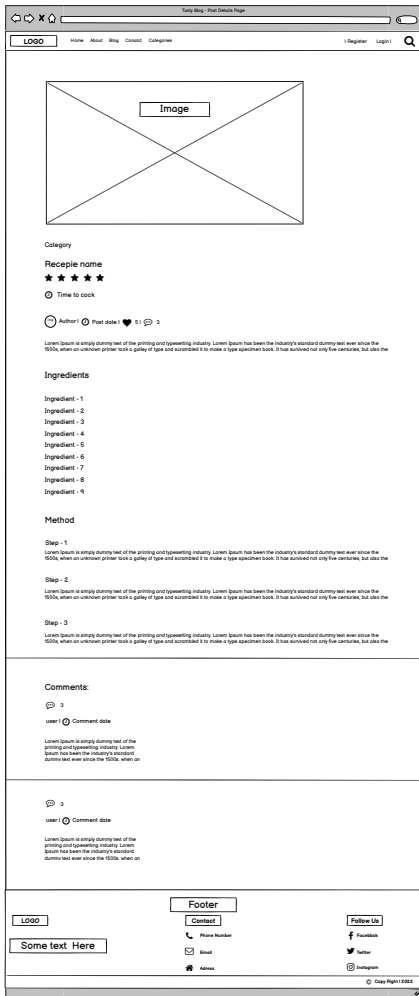 Tasty Blog - Post Details Page
LOGO Home About Blog Conatct Categories | Register Login |
Image
Category
Recepie name
Time to cock
Author | Post date | 5 | 3
Lorem Ipsum is simply dummy text of the printing and typesetting industry. Lorem Ipsum has been the industry's standard dummy text ever since the
1500s, when an unknown printer took a galley of type and scrambled it to make a type specimen book. It has survived not only five centuries, but also the
Ingredients
Ingredient - 1
Ingredient - 2
Ingredient - 3
Ingredient - 4
Ingredient - 5
Ingredient - 6
Ingredient - 7
Ingredient - 8
Ingredient - 9
Method
Step - 1
Lorem Ipsum is simply dummy text of the printing and typesetting industry. Lorem Ipsum has been the industry's standard dummy text ever since the
1500s, when an unknown printer took a galley of type and scrambled it to make a type specimen book. It has survived not only five centuries, but also the
Step - 2
Lorem Ipsum is simply dummy text of the printing and typesetting industry. Lorem Ipsum has been the industry's standard dummy text ever since the
1500s, when an unknown printer took a galley of type and scrambled it to make a type specimen book. It has survived not only five centuries, but also the
Step - 3
Lorem Ipsum is simply dummy text of the printing and typesetting industry. Lorem Ipsum has been the industry's standard dummy text ever since the
1500s, when an unknown printer took a galley of type and scrambled it to make a type specimen book. It has survived not only five centuries, but also the
Comments:
3
user | Comment date
Lorem Ipsum is simply dummy text of the
printing and typesetting industry. Lorem
Ipsum has been the industry's standard
dummy text ever since the 1500s, when an
3
user | Comment date
Lorem Ipsum is simply dummy text of the
printing and typesetting industry. Lorem
Ipsum has been the industry's standard
dummy text ever since the 1500s, when an
Footer
LOGO Contact Follow Us
Phone Number Facebbok
Some text Here
Email Twitter
Adress Instagram
© Copy Right | 2022